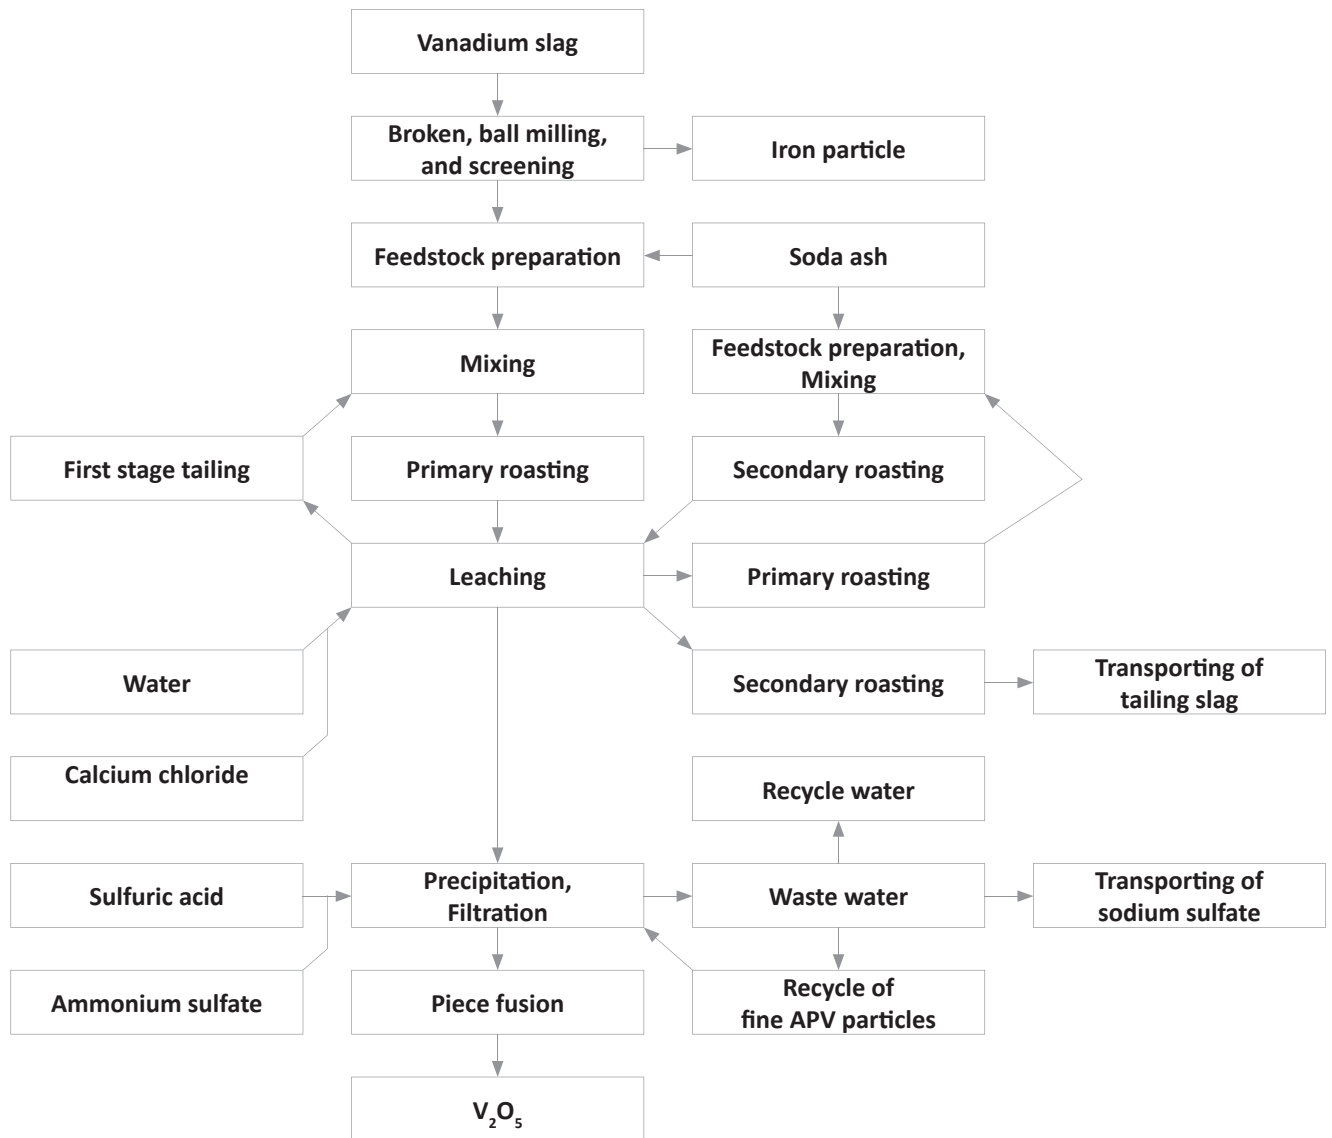 Vanadium slag
Broken, ball milling,
and screening
Iron particle
Feedstock preparation
Soda ash
Mixing
Feedstock preparation,
Mixing
First stage tailing
Primary roasting
Secondary roasting
Leaching
Primary roasting
Water
Secondary roasting
Transporting of
tailing slag
Calcium chloride
Recycle water
Sulfuric acid
Precipitation,
Filtration
Waste water
Transporting of
sodium sulfate
Ammonium sulfate
Piece fusion
Recycle of
fine APV particles
V₂O₅